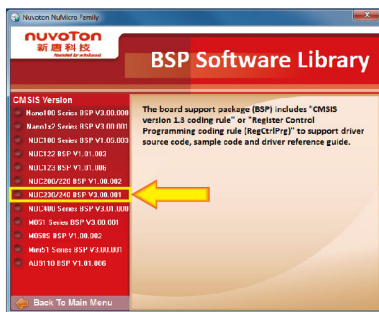 Nuvoton NuMicro Family
nuvoTon
新唐科技
BSP Software Library
CMSIS Version
Nano100 Series BSP V3.00.000
Nano1x2 Series BSP V3.00.001
NUC100 Series BSP V1.05.003
NUC122 BSP V1.01.002
NUC123 BSP V1.01.006
NUC200/220 BSP V1.00.002
NUC230/240 BSP V3.00.001
NUC400 Series BSP V3.01.000
M051 Series BSP V3.00.001
M058S BSP V1.00.002
Mini51 Series BSP V3.00.001
AU9110 BSP V1.01.006
Back To Main Menu
The board support package (BSP) includes "CMSIS
version 1.3 coding rule" or "Register Control
Programming coding rule (RegCtrlPrg)" to support driver
source code, sample code and driver reference guide.